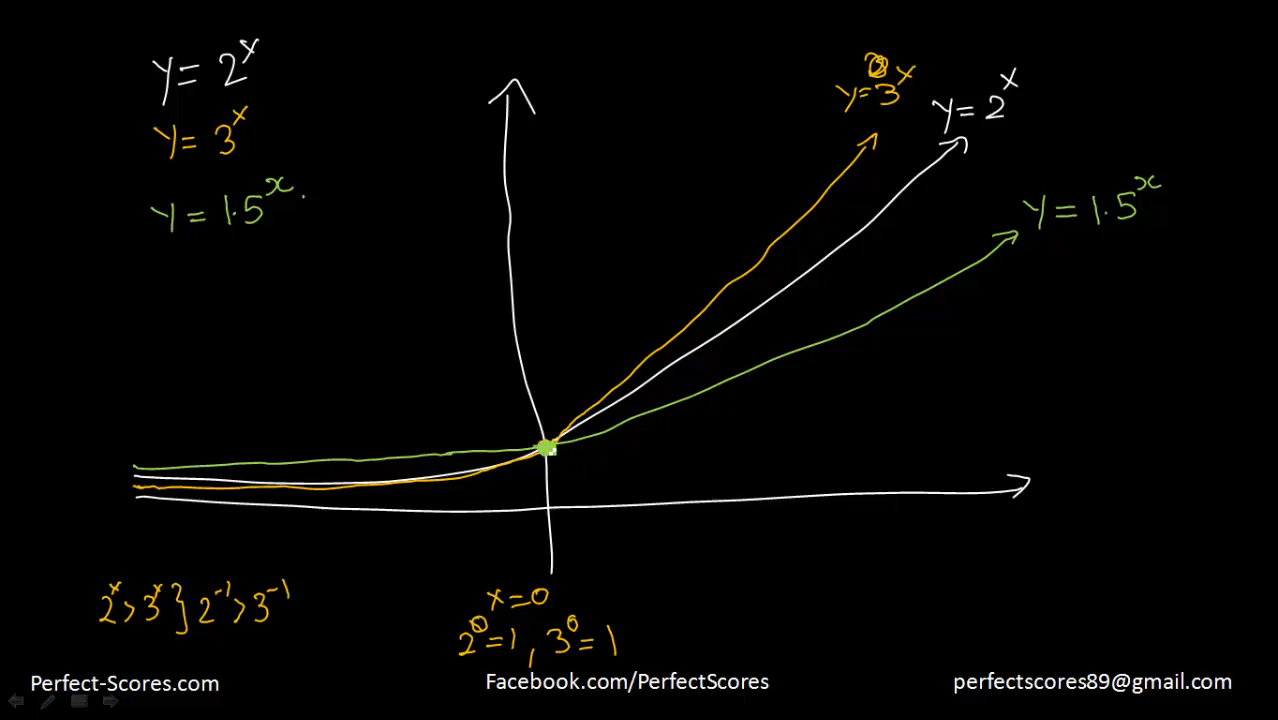 y = 2^x
y = 3^x
y = 1.5^x
y = 3^x
y = 2^x
y = 1.5^x
2^x > 3^x } 2^-1 > 3^-1
x = 0
2^0 = 1, 3^0 = 1
Perfect-Scores.com
Facebook.com/PerfectScores
perfectscores89@gmail.com